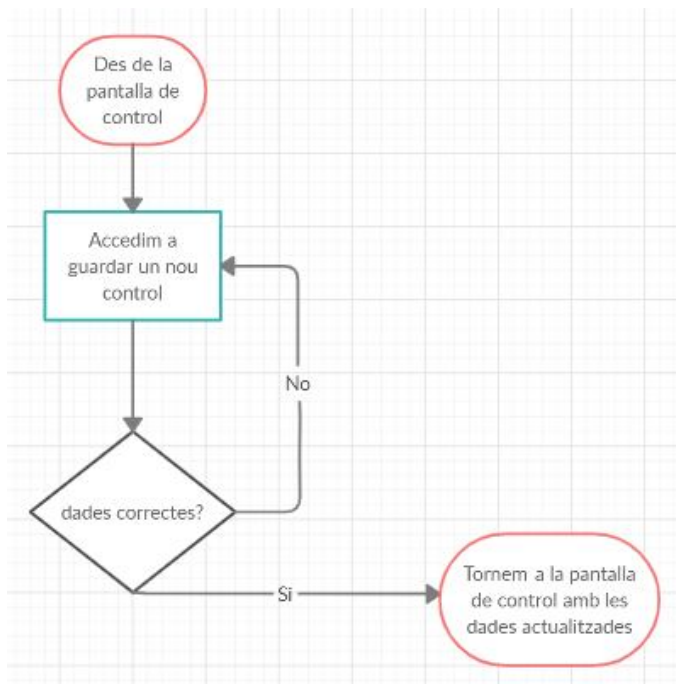 Des de la
pantalla de
control
Accedim a
guardar un nou
control
No
dades correctes?
Si
Tornem a la pantalla
de control amb les
dades actualitzades